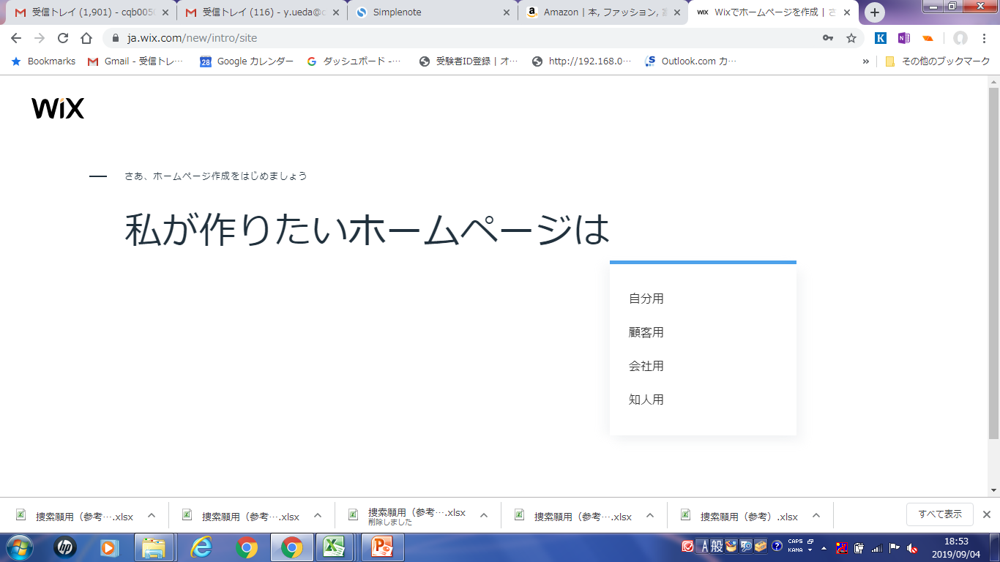 受信トレイ (1,901) - cqb005
受信トレイ (116) - y.ueda@c
Simplenote
Amazon | 本, ファッション,
Wixでホームページを作成 | さ
ja.wix.com/new/intro/site
Bookmarks
Gmail - 受信トレ…
Google カレンダー
ダッシュボード -…
受験者ID登録 | オ…
http://192.168.0…
Outlook.com カ…
»
その他のブックマーク
WiX
さあ、ホームページ作成をはじめましょう
私が作りたいホームページは
自分用
顧客用
会社用
知人用
捜索願用（参考….xlsx
捜索願用（参考….xlsx
捜索願用（参考….xlsx
削除しました
捜索願用（参考….xlsx
捜索願用（参考）.xlsx
すべて表示
A 般
CAPS
KANA
18:53
2019/09/04